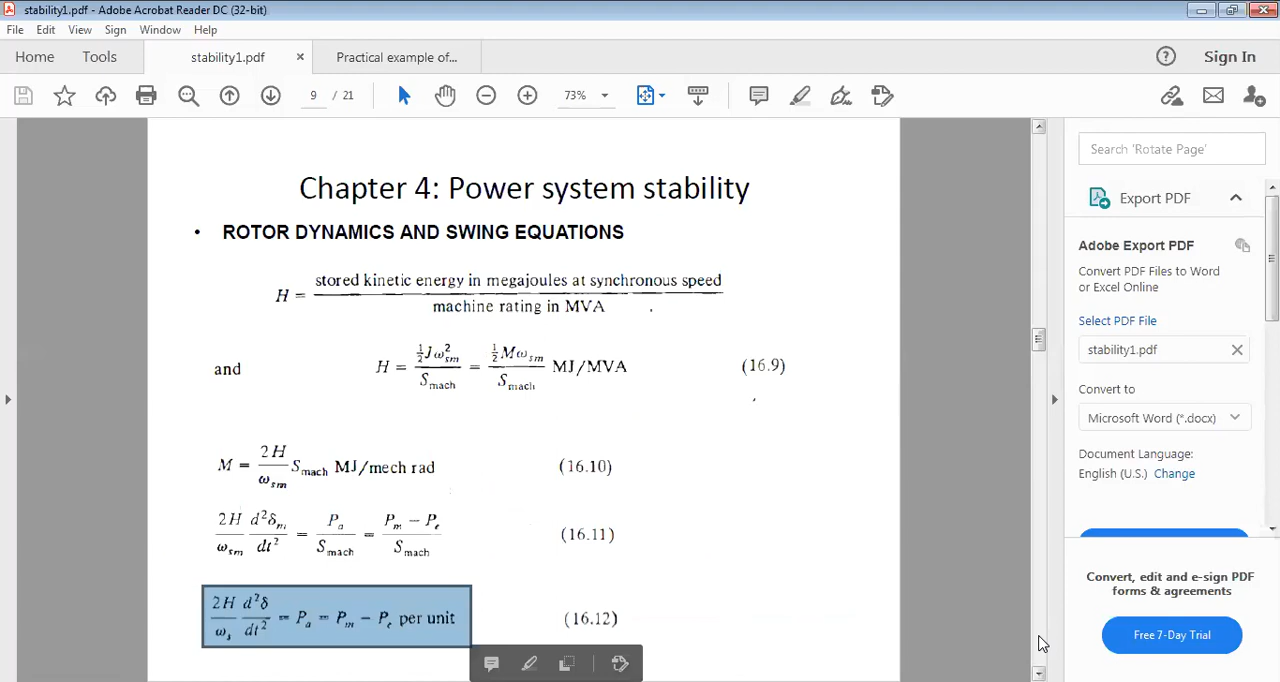 stability1.pdf - Adobe Acrobat Reader DC (32-bit)
File Edit View Sign Window Help
Home Tools stability1.pdf × Practical example of... ? Sign In
9 / 21 73%
Chapter 4: Power system stability
• ROTOR DYNAMICS AND SWING EQUATIONS
H = stored kinetic energy in megajoules at synchronous speed / machine rating in MVA
and H = ½Jω²sm / Smach = ½Mωsm / Smach MJ/MVA (16.9)
M = 2H / ωsm Smach MJ/mech rad (16.10)
2H / ωsm d²δm / dt² = Pa / Smach = Pm − Pe / Smach (16.11)
2H / ωs d²δ / dt² = Pa = Pm − Pe per unit (16.12)
Search 'Rotate Page'
Export PDF
Adobe Export PDF
Convert PDF Files to Word
or Excel Online
Select PDF File
stability1.pdf
Convert to
Microsoft Word (*.docx)
Document Language:
English (U.S.) Change
Convert, edit and e-sign PDF
forms & agreements
Free 7-Day Trial